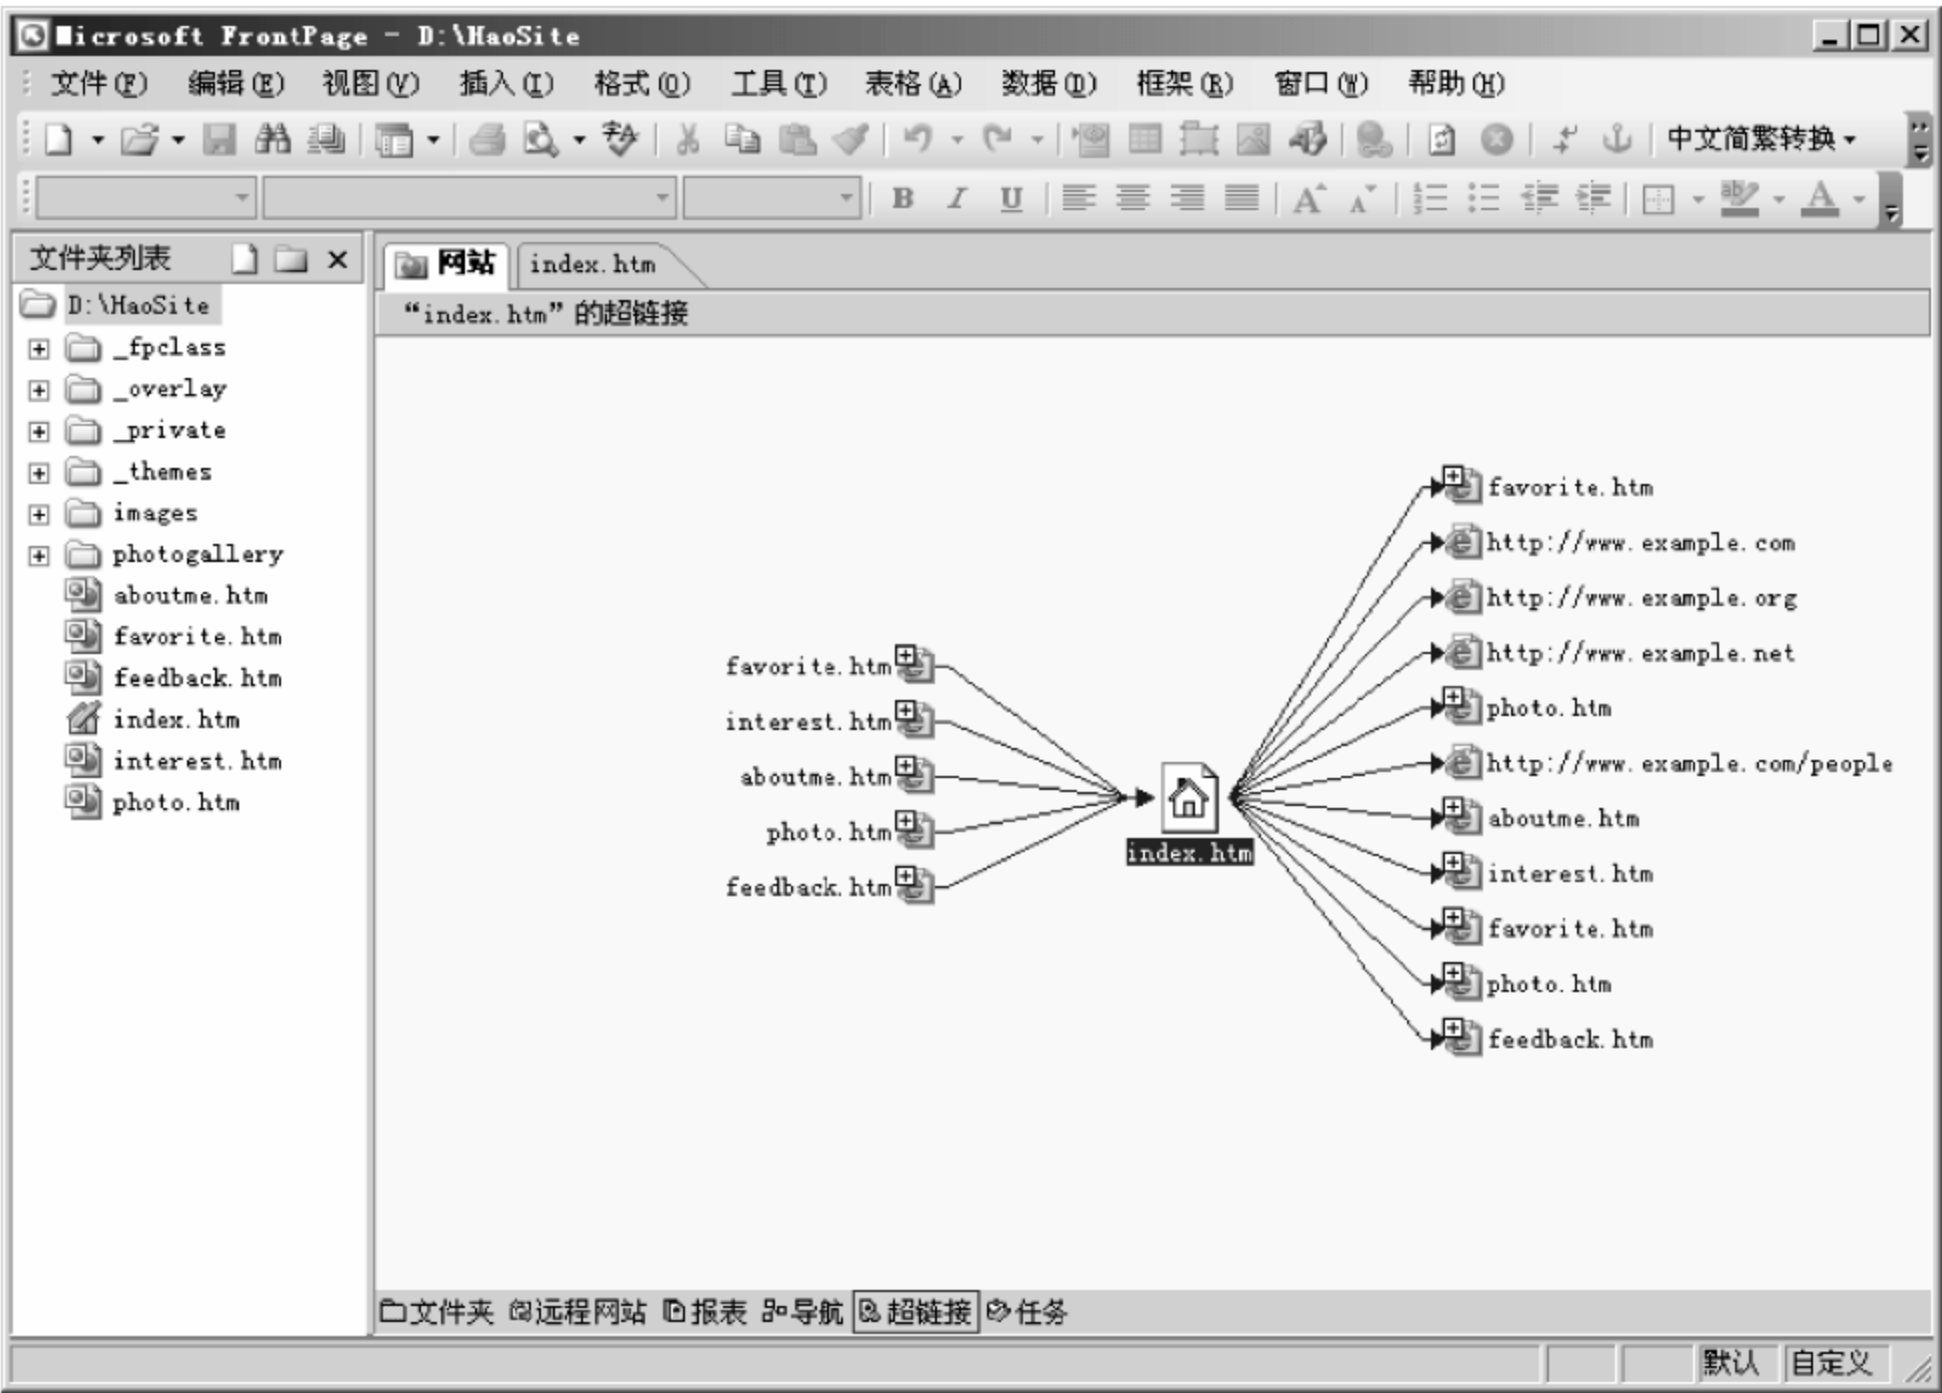 Microsoft FrontPage - D:\HaoSite
文件(F) 编辑(E) 视图(V) 插入(I) 格式(O) 工具(T) 表格(A) 数据(D) 框架(R) 窗口(W) 帮助(H)
中文简繁转换
B I U A A ab A
文件夹列表
D:\HaoSite
_fpclass
_overlay
_private
_themes
images
photogallery
aboutme.htm
favorite.htm
feedback.htm
index.htm
interest.htm
photo.htm
网站 index.htm
“index.htm”的超链接
favorite.htm
interest.htm
aboutme.htm
photo.htm
feedback.htm
index.htm
favorite.htm
http://www.example.com
http://www.example.org
http://www.example.net
photo.htm
http://www.example.com/people
aboutme.htm
interest.htm
favorite.htm
photo.htm
feedback.htm
文件夹 远程网站 报表 导航 超链接 任务
默认 自定义